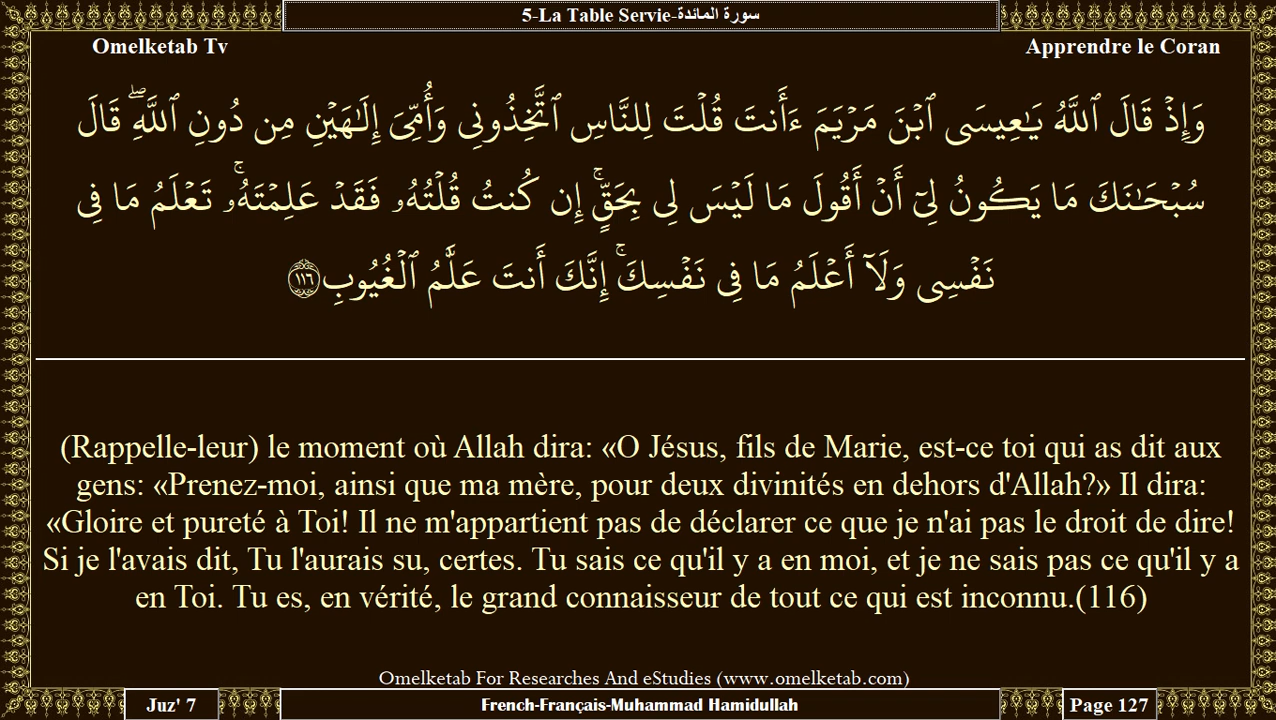 5-La Table Servie-سورة المائدة
Omelketab Tv
Apprendre le Coran
وَإِذْ قَالَ ٱللَّهُ يَـٰعِيسَى ٱبْنَ مَرْيَمَ ءَأَنتَ قُلْتَ لِلنَّاسِ ٱتَّخِذُونِى وَأُمِّىَ إِلَـٰهَيْنِ مِن دُونِ ٱللَّهِ ۖ قَالَ
سُبْحَـٰنَكَ مَا يَكُونُ لِىٓ أَنْ أَقُولَ مَا لَيْسَ لِى بِحَقٍّ ۚ إِن كُنتُ قُلْتُهُۥ فَقَدْ عَلِمْتَهُۥ ۚ تَعْلَمُ مَا فِى
نَفْسِى وَلَآ أَعْلَمُ مَا فِى نَفْسِكَ ۚ إِنَّكَ أَنتَ عَلَّـٰمُ ٱلْغُيُوبِ ١١٦
(Rappelle-leur) le moment où Allah dira: «O Jésus, fils de Marie, est-ce toi qui as dit aux
gens: «Prenez-moi, ainsi que ma mère, pour deux divinités en dehors d'Allah?» Il dira:
«Gloire et pureté à Toi! Il ne m'appartient pas de déclarer ce que je n'ai pas le droit de dire!
Si je l'avais dit, Tu l'aurais su, certes. Tu sais ce qu'il y a en moi, et je ne sais pas ce qu'il y a
en Toi. Tu es, en vérité, le grand connaisseur de tout ce qui est inconnu.(116)
Omelketab For Researches And eStudies (www.omelketab.com)
Juz' 7
French-Français-Muhammad Hamidullah
Page 127